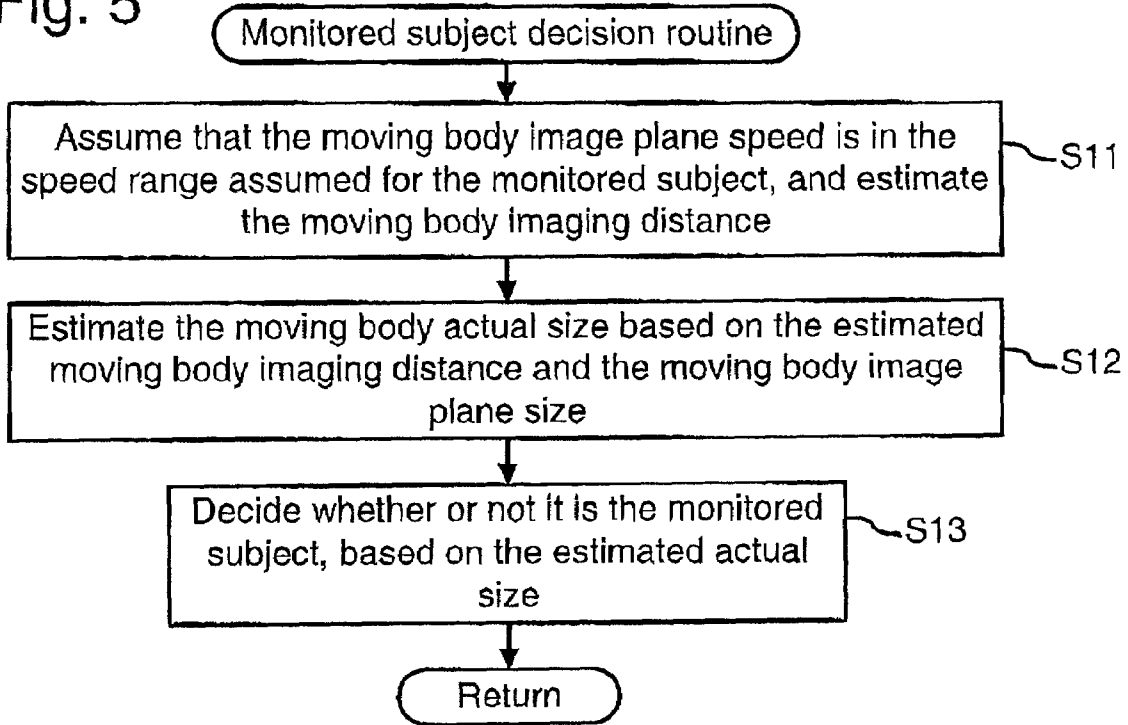 Fig. 5
Monitored subject decision routine
Assume that the moving body image plane speed is in the
speed range assumed for the monitored subject, and estimate
the moving body imaging distance
S11
Estimate the moving body actual size based on the estimated
moving body imaging distance and the moving body image
plane size
S12
Decide whether or not it is the monitored
subject, based on the estimated actual
size
S13
Return